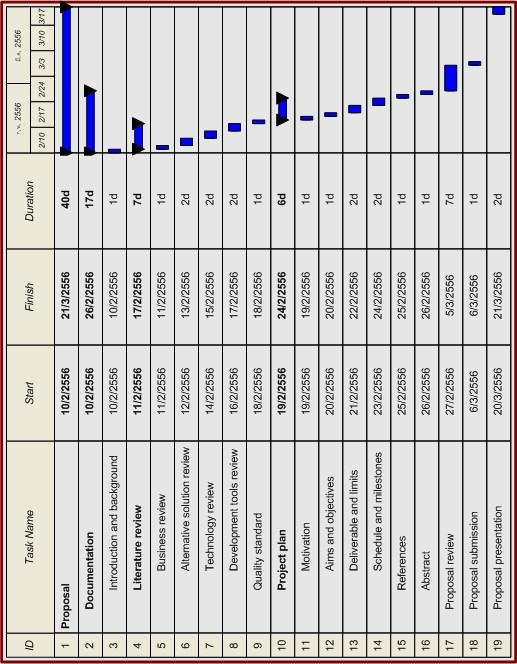 ID Task Name Start Finish Duration 2/10 2/17 2/24 3/3 3/10 3/17
1 Proposal 10/2/2556 21/3/2556 40d
2 Documentation 10/2/2556 26/2/2556 17d
3 Introduction and background 10/2/2556 10/2/2556 1d
4 Literature review 11/2/2556 17/2/2556 7d
5 Business review 11/2/2556 11/2/2556 1d
6 Alternative solution review 12/2/2556 13/2/2556 2d
7 Technology review 14/2/2556 15/2/2556 2d
8 Development tools review 16/2/2556 17/2/2556 2d
9 Quality standard 18/2/2556 18/2/2556 1d
10 Project plan 19/2/2556 24/2/2556 6d
11 Motivation 19/2/2556 19/2/2556 1d
12 Aims and objectives 20/2/2556 20/2/2556 1d
13 Deliverable and limits 21/2/2556 22/2/2556 2d
14 Schedule and milestones 23/2/2556 24/2/2556 2d
15 References 25/2/2556 25/2/2556 1d
16 Abstract 26/2/2556 26/2/2556 1d
17 Proposal review 27/2/2556 5/3/2556 7d
18 Proposal submission 6/3/2556 6/3/2556 1d
19 Proposal presentation 20/3/2556 21/3/2556 2d